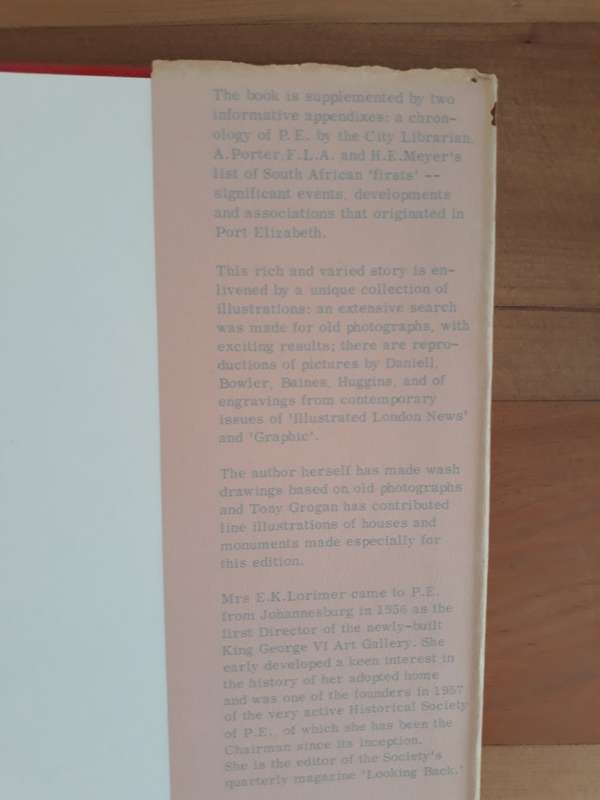 The book is supplemented by two
informative appendixes: a chron-
ology of P.E. by the City Librarian,
A.Porter,F.L.A. and H.E.Meyer's
list of South African 'firsts' --
significant events, developments
and associations that originated in
Port Elizabeth.
This rich and varied story is en-
livened by a unique collection of
illustrations: an extensive search
was made for old photographs, with
exciting results; there are repro-
ductions of pictures by Daniell,
Bowler, Baines, Huggins, and of
engravings from contemporary
issues of 'Illustrated London News'
and 'Graphic'.
The author herself has made wash
drawings based on old photographs
and Tony Grogan has contributed
line illustrations of houses and
monuments made especially for
this edition.
Mrs E.K.Lorimer came to P.E.
from Johannesburg in 1956 as the
first Director of the newly-built
King George VI Art Gallery. She
early developed a keen interest in
the history of her adopted home
and was one of the founders in 1957
of the very active Historical Society
of P.E., of which she has been the
Chairman since its inception.
She is the editor of the Society's
quarterly magazine 'Looking Back.'